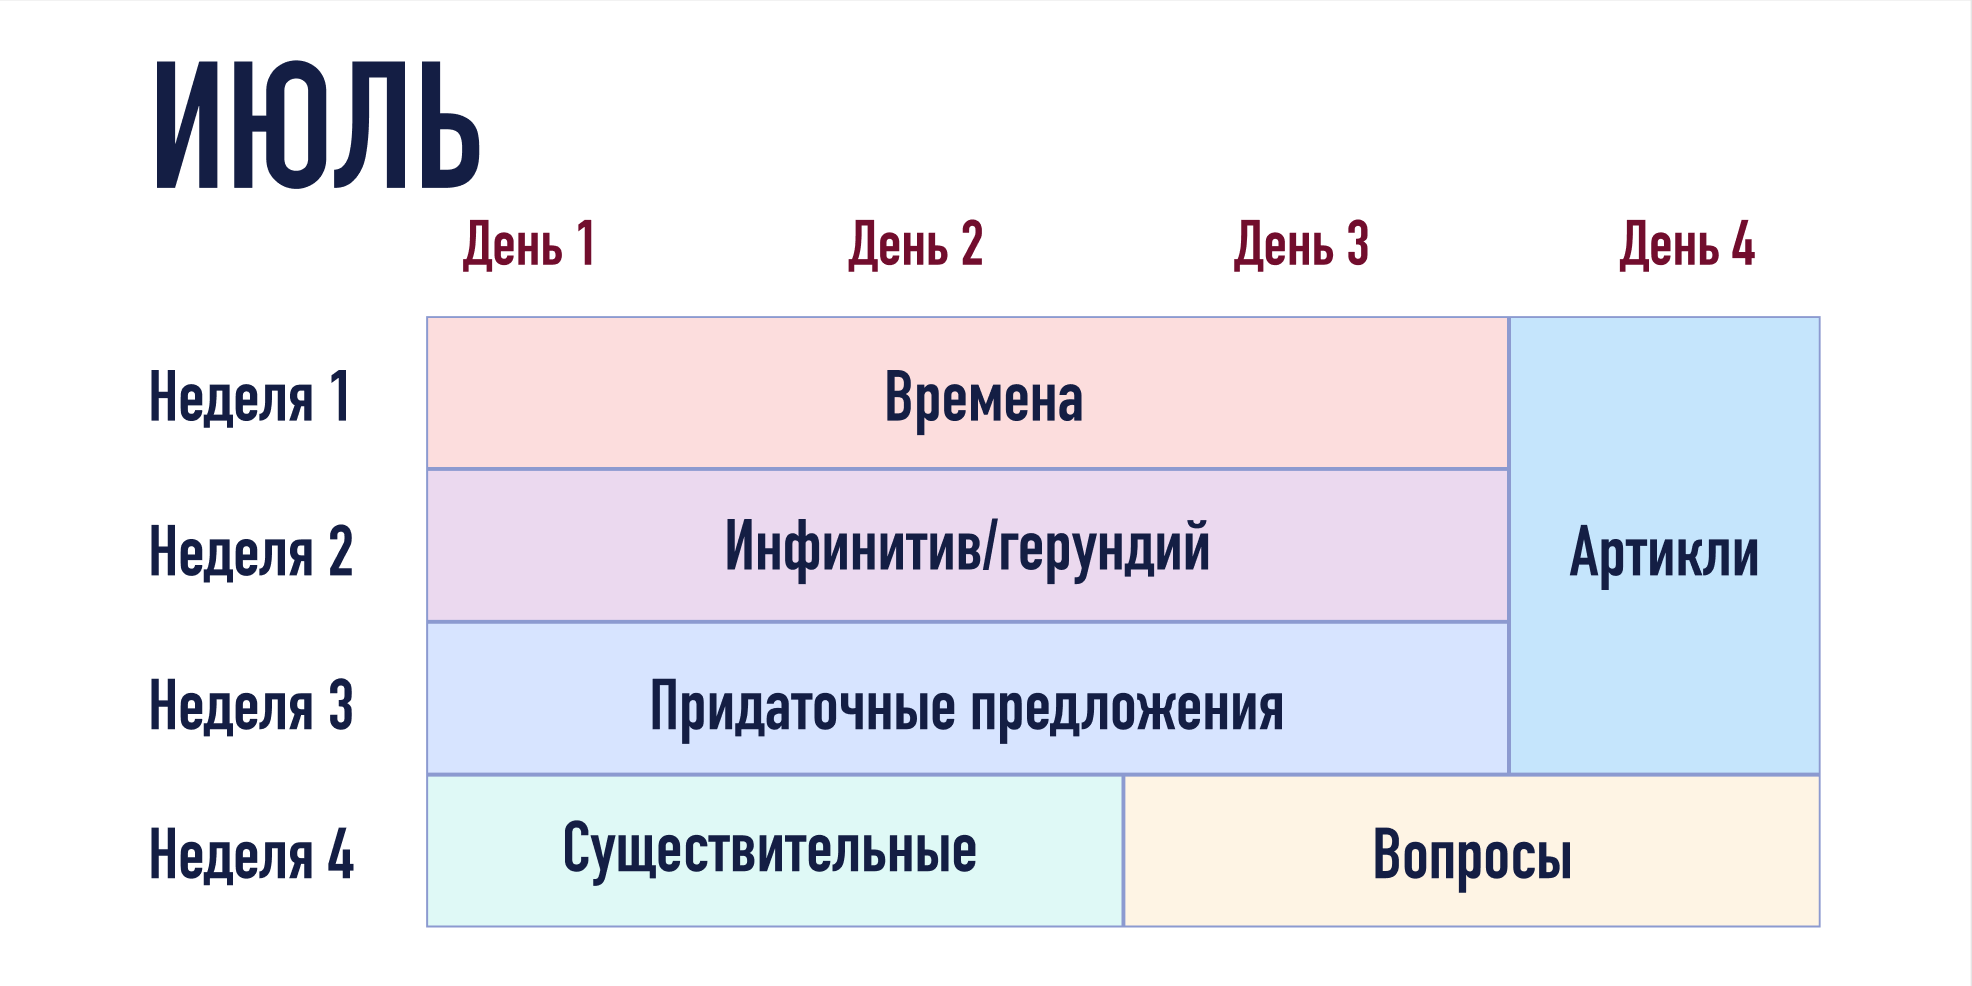 ИЮЛЬ
День 1 День 2 День 3 День 4
Неделя 1 Времена
Неделя 2 Инфинитив/герундий Артикли
Неделя 3 Придаточные предложения
Неделя 4 Существительные Вопросы